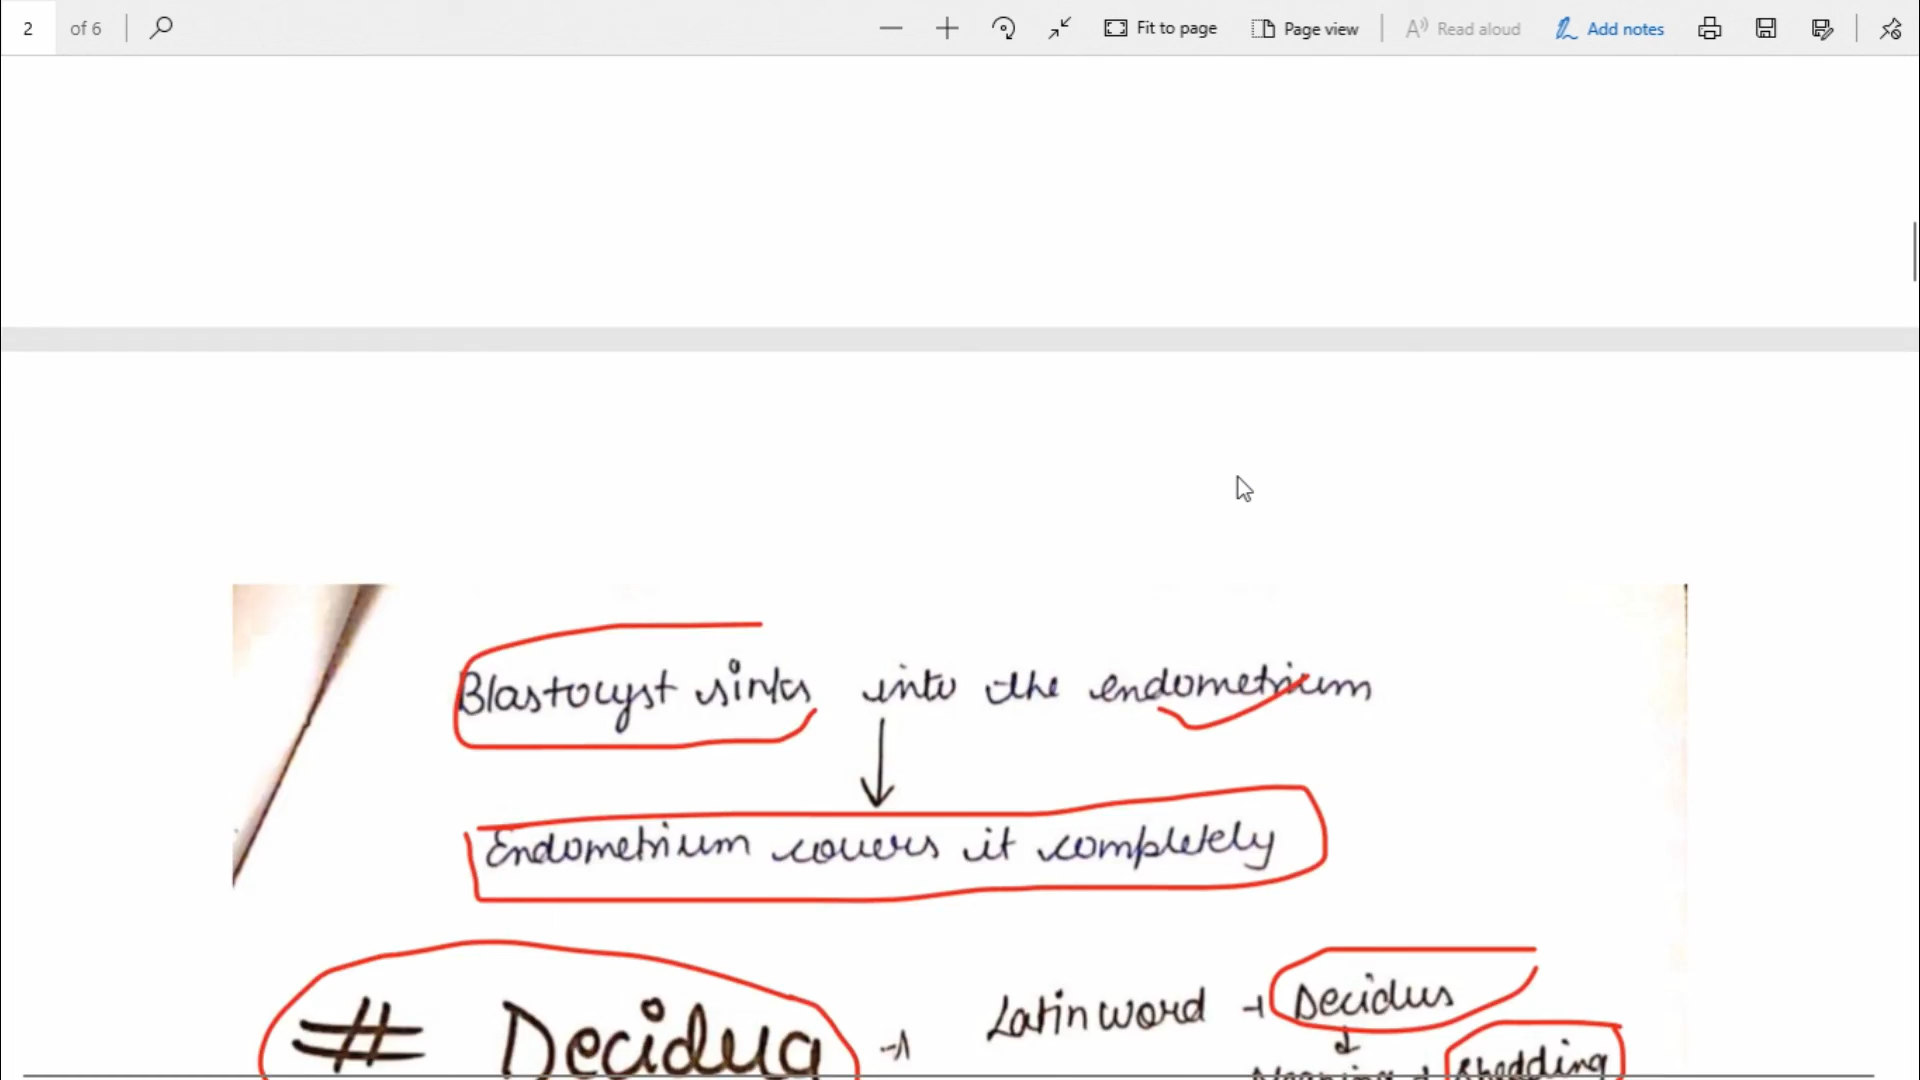 2 of 6 Fit to page Page view Read aloud Add notes
Blastocyst sinks into the endometrium
Endometrium covers it completely
# Decidua → Latin word → Decidus
Meaning → shedding